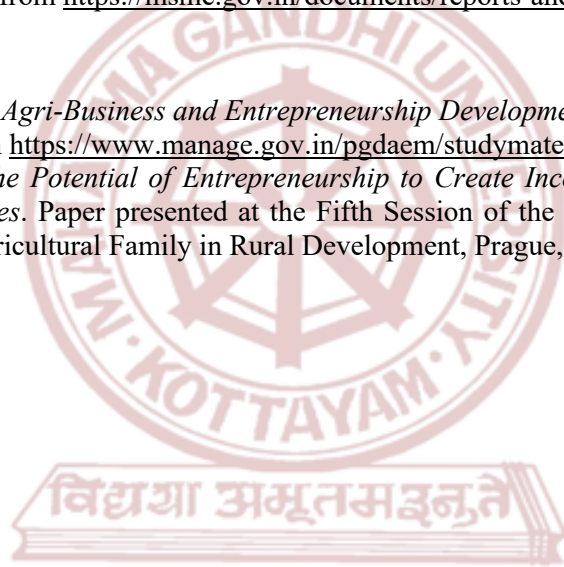 from https://msme.gov.in/documents/reports-and
Agri-Business and Entrepreneurship Developme
https://www.manage.gov.in/pgdaem/studymate
ne Potential of Entrepreneurship to Create Inco
es. Paper presented at the Fifth Session of the
ricultural Family in Rural Development, Prague,
MAHATMA GANDHI UNIVERSITY
• KOTTAYAM •
विद्यया अमृतमश्नुते